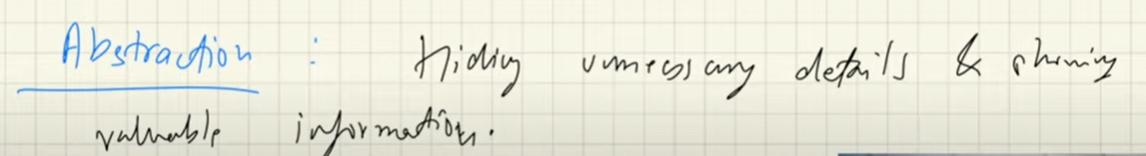 Abstraction : Hiding unnecessary details & showing
valuable information.